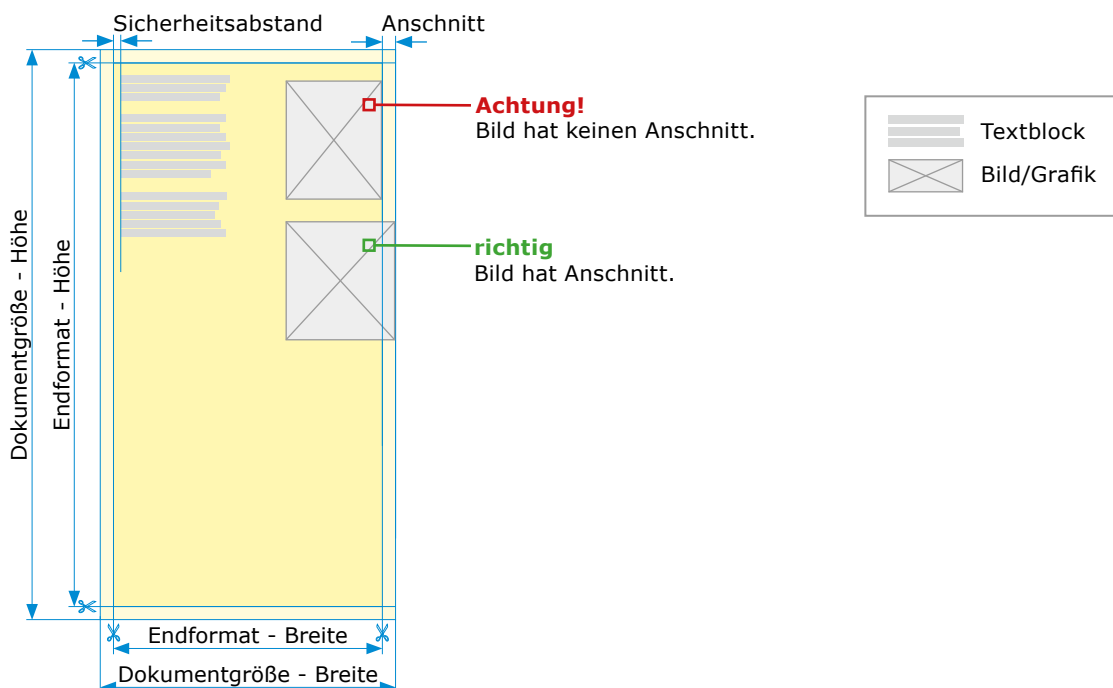 Sicherheitsabstand
Anschnitt
Achtung!
Bild hat keinen Anschnitt.
Textblock
Bild/Grafik
richtig
Bild hat Anschnitt.
Dokumentgröße - Höhe
Endformat - Höhe
Endformat - Breite
Dokumentgröße - Breite